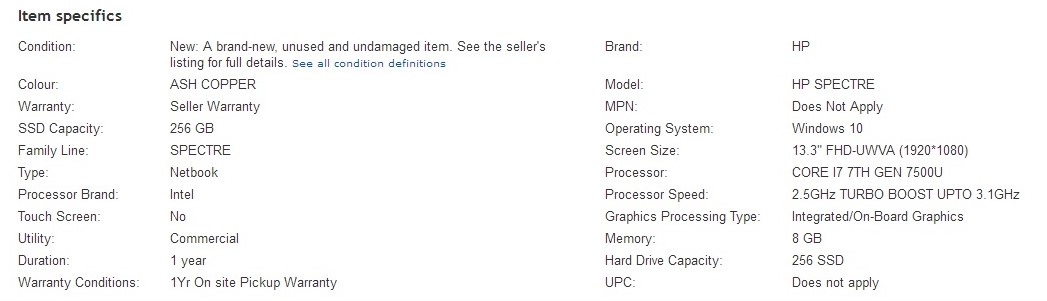 Item specifics
Condition: New: A brand-new, unused and undamaged item. See the seller's Brand: HP
listing for full details. See all condition definitions
Colour: ASH COPPER Model: HP SPECTRE
Warranty: Seller Warranty MPN: Does Not Apply
SSD Capacity: 256 GB Operating System: Windows 10
Family Line: SPECTRE Screen Size: 13.3" FHD-UWVA (1920*1080)
Type: Netbook Processor: CORE I7 7TH GEN 7500U
Processor Brand: Intel Processor Speed: 2.5GHz TURBO BOOST UPTO 3.1GHz
Touch Screen: No Graphics Processing Type: Integrated/On-Board Graphics
Utility: Commercial Memory: 8 GB
Duration: 1 year Hard Drive Capacity: 256 SSD
Warranty Conditions: 1Yr On site Pickup Warranty UPC: Does not apply